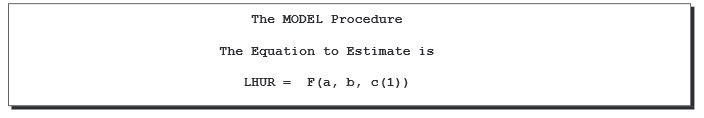 The MODEL Procedure
The Equation to Estimate is
LHUR =  F(a, b, c(1))